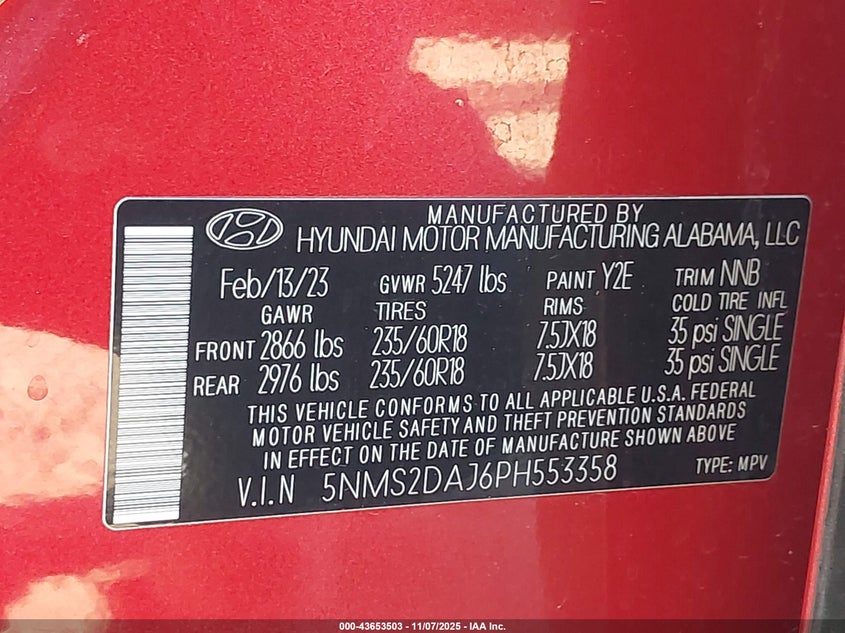 MANUFACTURED BY
HYUNDAI MOTOR MANUFACTURING ALABAMA, LLC
Feb/13/23 GVWR 5247 lbs PAINT Y2E TRIM NNB
GAWR TIRES RIMS COLD TIRE INFL
FRONT 2866 lbs 235/60R18 7.5JX18 35 psi SINGLE
REAR 2976 lbs 235/60R18 7.5JX18 35 psi SINGLE
THIS VEHICLE CONFORMS TO ALL APPLICABLE U.S.A. FEDERAL
MOTOR VEHICLE SAFETY AND THEFT PREVENTION STANDARDS
IN EFFECT ON THE DATE OF MANUFACTURE SHOWN ABOVE
V.I.N 5NMS2DAJ6PH553358 TYPE: MPV
000-43653503 - 11/07/2025 - IAA Inc.